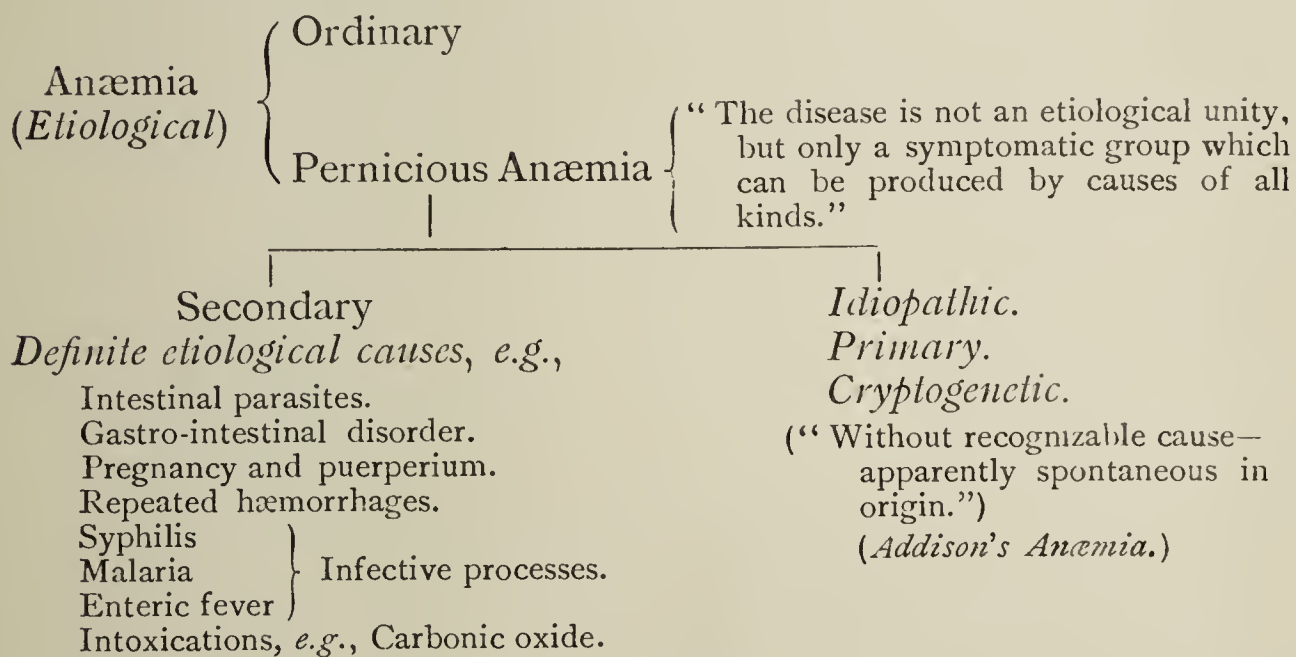 Ordinary
Anæmia
(Etiological)
Pernicious Anæmia
“ The disease is not an etiological unity,
but only a symptomatic group which
can be produced by causes of all
kinds.”
Secondary
Definite etiological causes, e.g.,
Intestinal parasites.
Gastro-intestinal disorder.
Pregnancy and puerperium.
Repeated hæmorrhages.
Syphilis
Malaria
Enteric fever
Infective processes.
Intoxications, e.g., Carbonic oxide.
Idiopathic.
Primary.
Cryptogenetic.
(“ Without recognizable cause—
apparently spontaneous in
origin.”)
(Addison's Anæmia.)